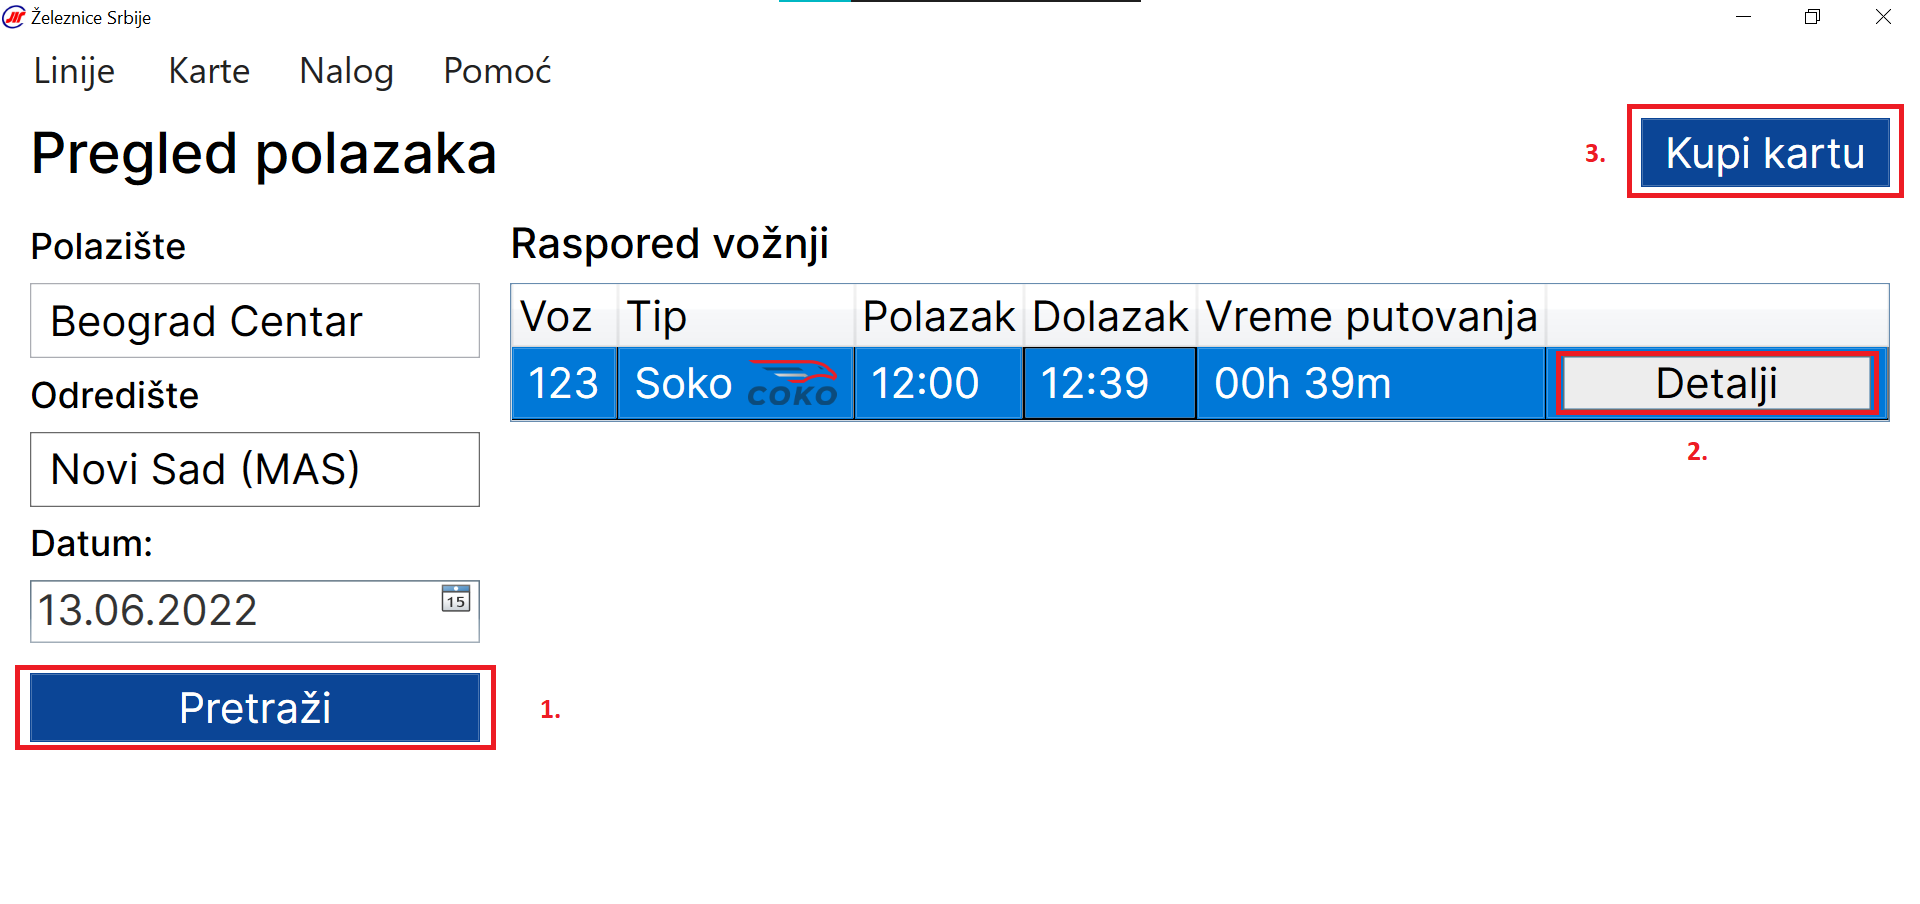 Železnice Srbije
Linije Karte Nalog Pomoć
Pregled polazaka
3. Kupi kartu
Polazište
Beograd Centar
Odredište
Novi Sad (MAS)
Datum:
13.06.2022
15
Pretraži
1.
Raspored vožnji
Voz Tip Polazak Dolazak Vreme putovanja
123 Soko СОКО 12:00 12:39 00h 39m Detalji
2.